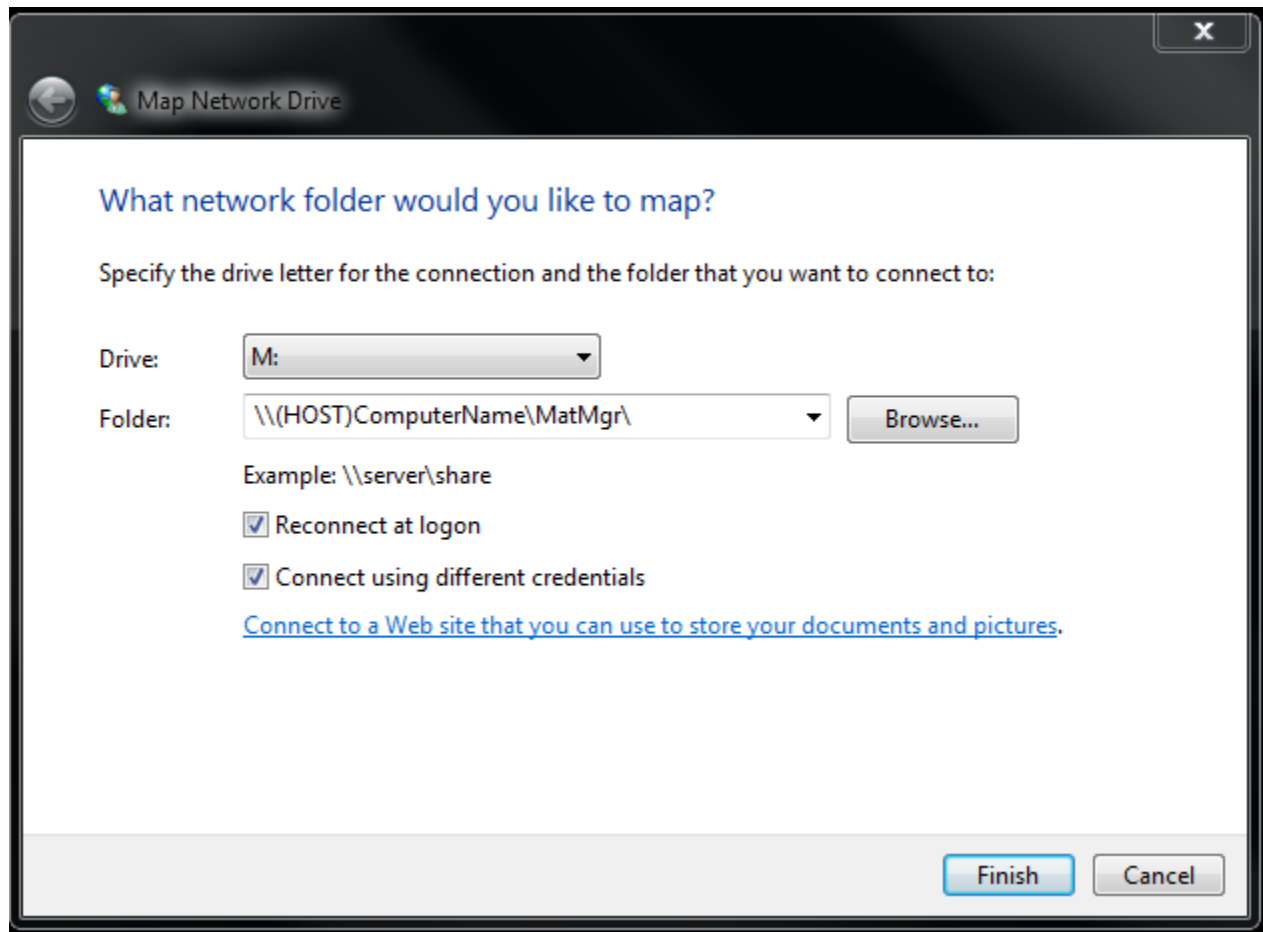 x
Map Network Drive
What network folder would you like to map?
Specify the drive letter for the connection and the folder that you want to connect to:
Drive: M:
Folder: \\(HOST)ComputerName\MatMgr\ Browse...
Example: \\server\share
Reconnect at logon
Connect using different credentials
Connect to a Web site that you can use to store your documents and pictures.
Finish Cancel